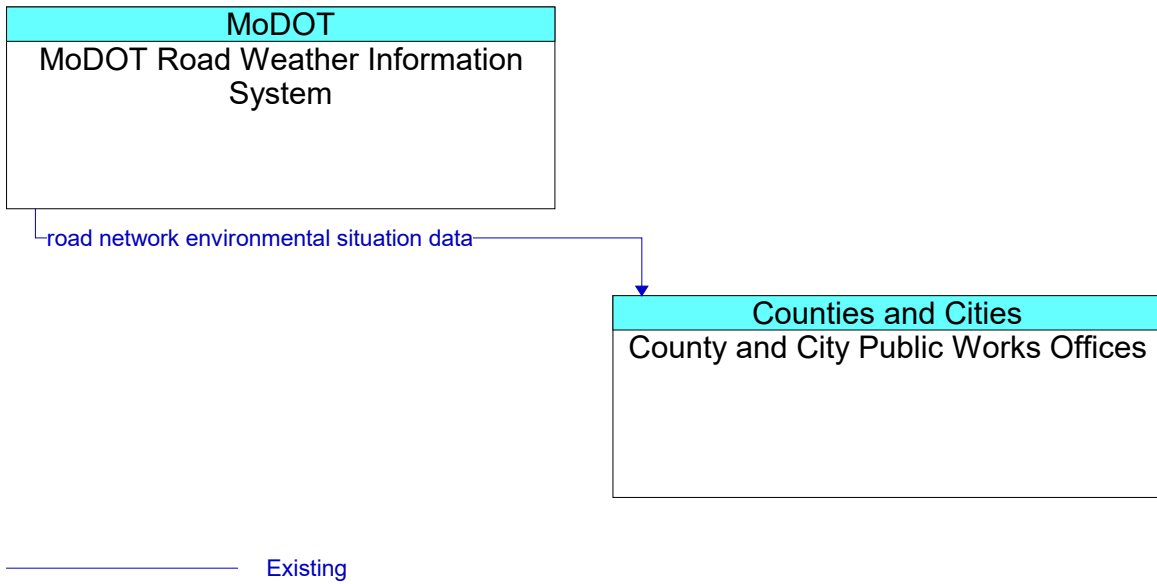 MoDOT
MoDOT Road Weather Information
System
road network environmental situation data
Counties and Cities
County and City Public Works Offices
Existing